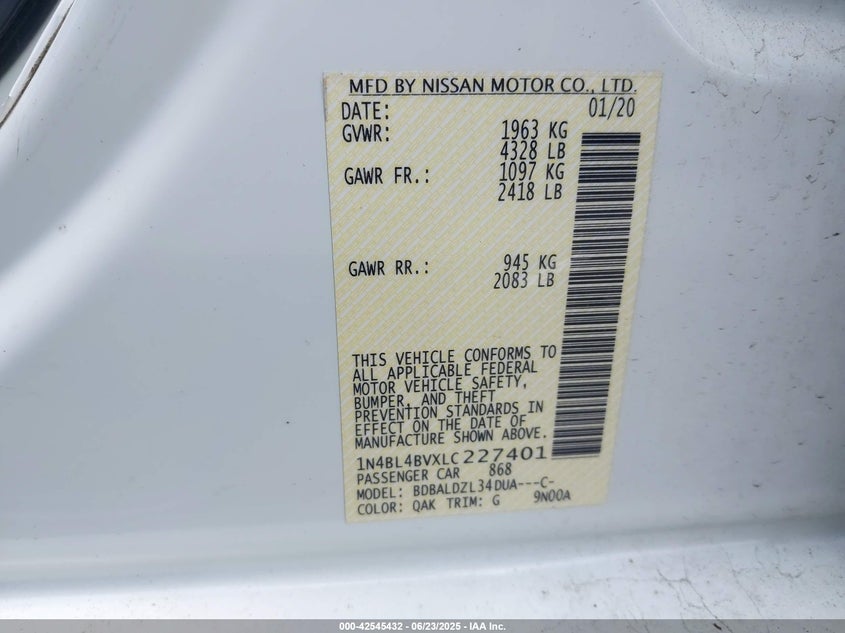 MFD BY NISSAN MOTOR CO., LTD.
DATE: 01/20
GVWR: 1963 KG
4328 LB
GAWR FR.: 1097 KG
2418 LB
GAWR RR.: 945 KG
2083 LB
THIS VEHICLE CONFORMS TO
ALL APPLICABLE FEDERAL
MOTOR VEHICLE SAFETY,
BUMPER, AND THEFT
PREVENTION STANDARDS IN
EFFECT ON THE DATE OF
MANUFACTURE SHOWN ABOVE.
1N4BL4BVXLC227401
PASSENGER CAR 868
MODEL: BDBALDZL34DUA---C-
COLOR: QAK TRIM: G 9N00A
000-42545432 - 06/23/2025 - IAA Inc.